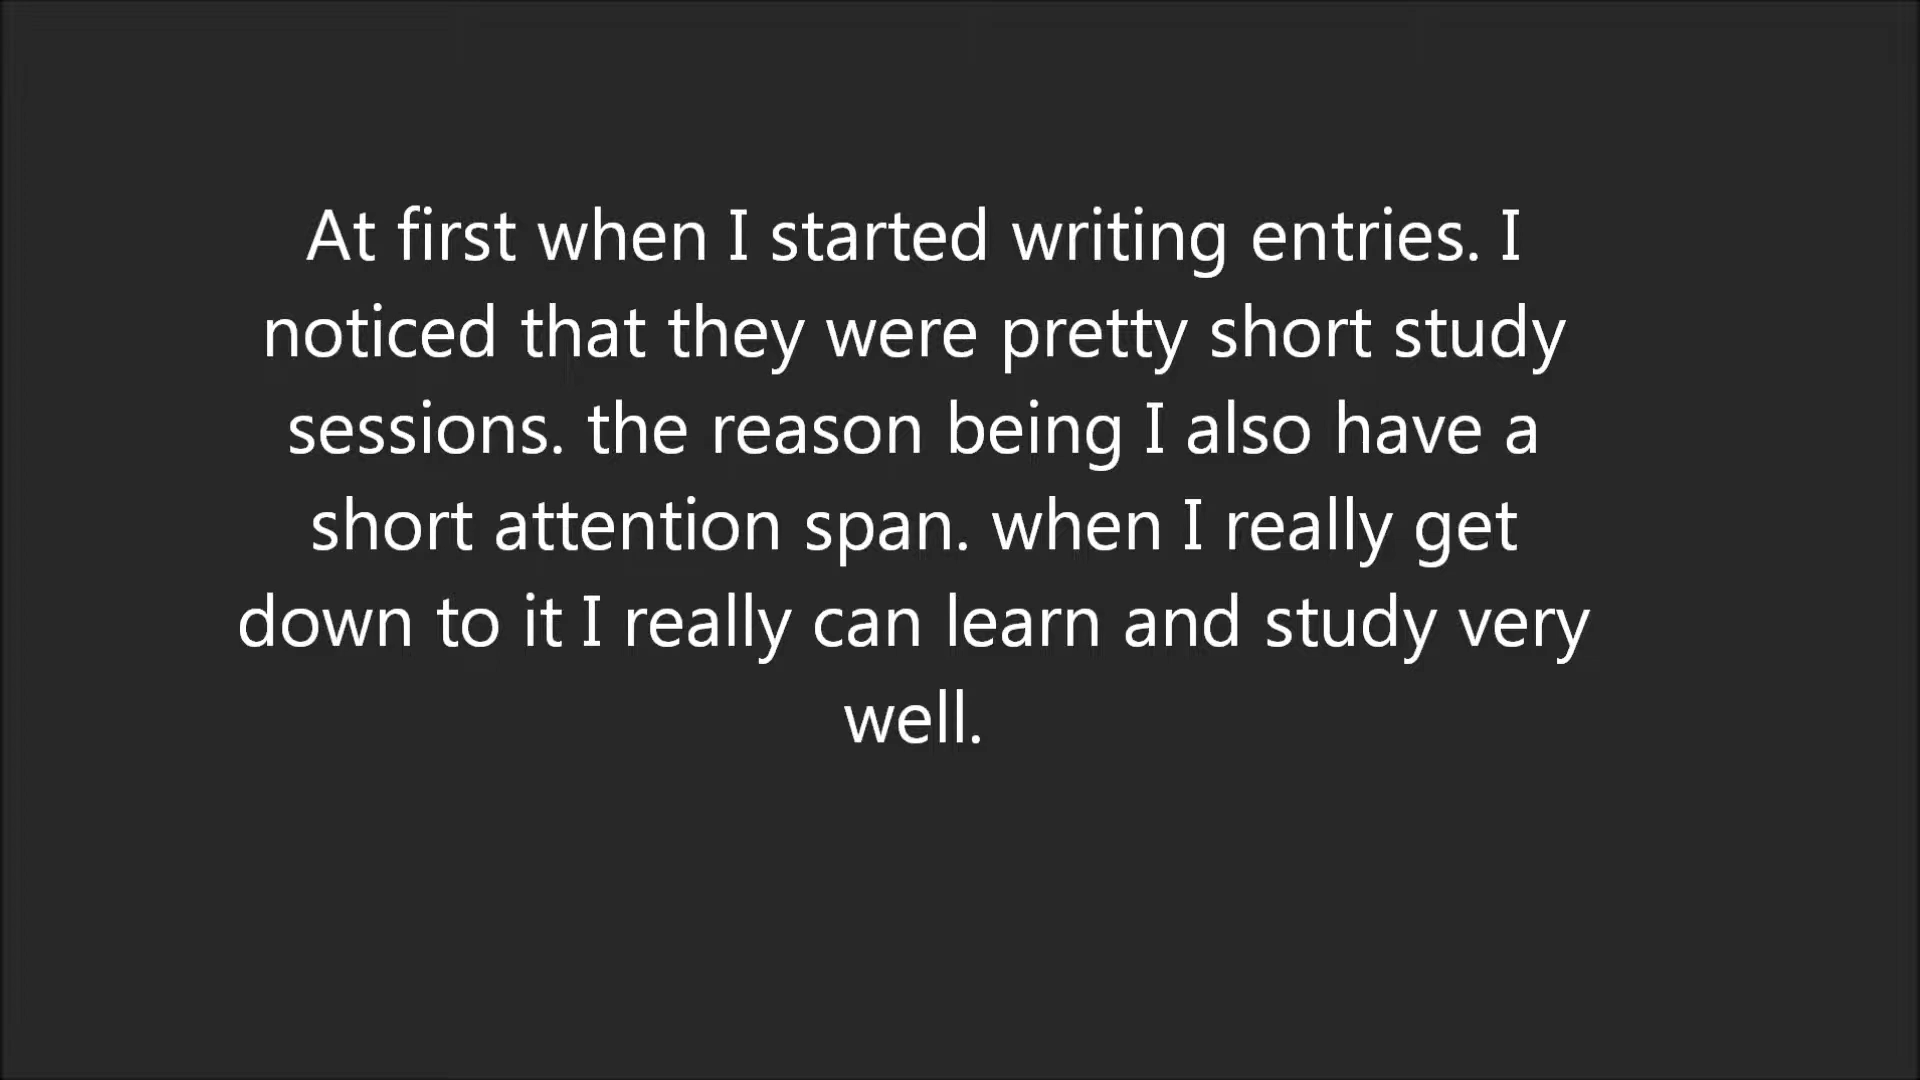 At first when I started writing entries. I
noticed that they were pretty short study
sessions. the reason being I also have a
short attention span. when I really get
down to it I really can learn and study very
well.